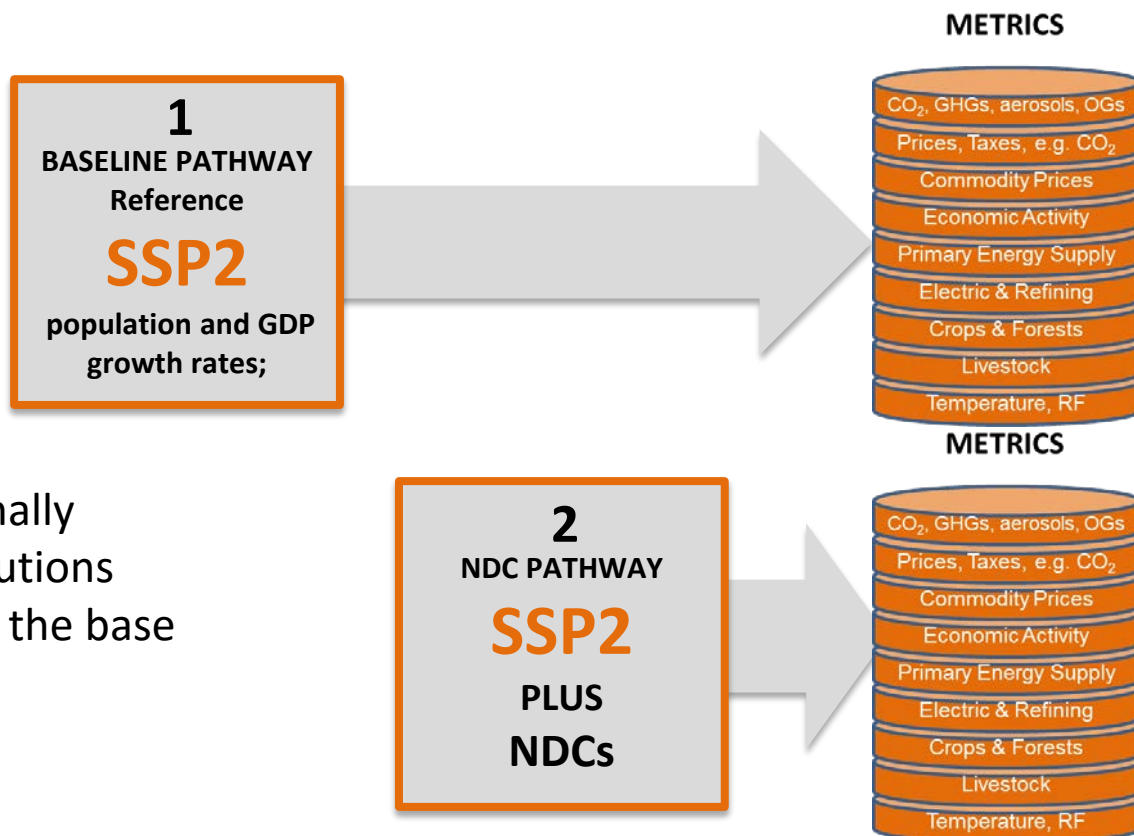 METRICS
1
BASELINE PATHWAY
Reference
SSP2
population and GDP
growth rates;
CO₂, GHGs, aerosols, OGs
Prices, Taxes, e.g. CO₂
Commodity Prices
Economic Activity
Primary Energy Supply
Electric & Refining
Crops & Forests
Livestock
Temperature, RF
METRICS
nally
utions
the base
2
NDC PATHWAY
SSP2
PLUS
NDCs
CO₂, GHGs, aerosols, OGs
Prices, Taxes, e.g. CO₂
Commodity Prices
Economic Activity
Primary Energy Supply
Electric & Refining
Crops & Forests
Livestock
Temperature, RF